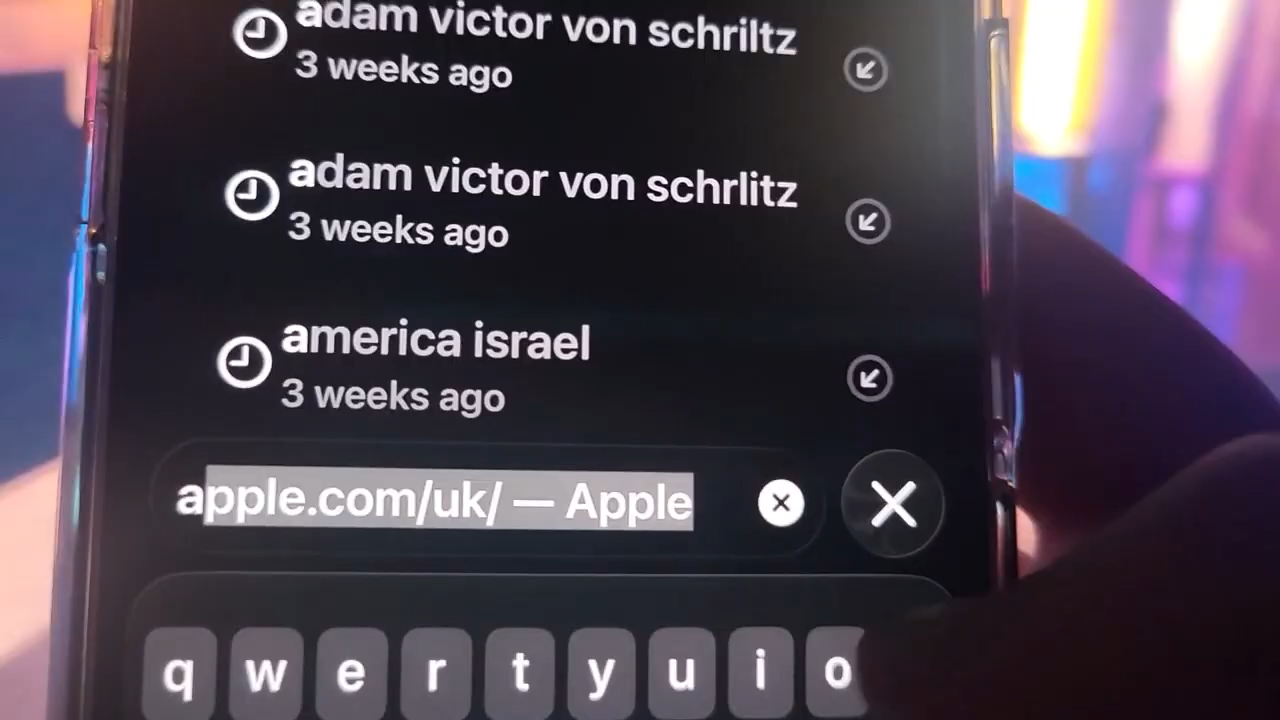 adam victor von schriltz
3 weeks ago
adam victor von schrlitz
3 weeks ago
america israel
3 weeks ago
apple.com/uk/ — Apple
q w e r t y u i o